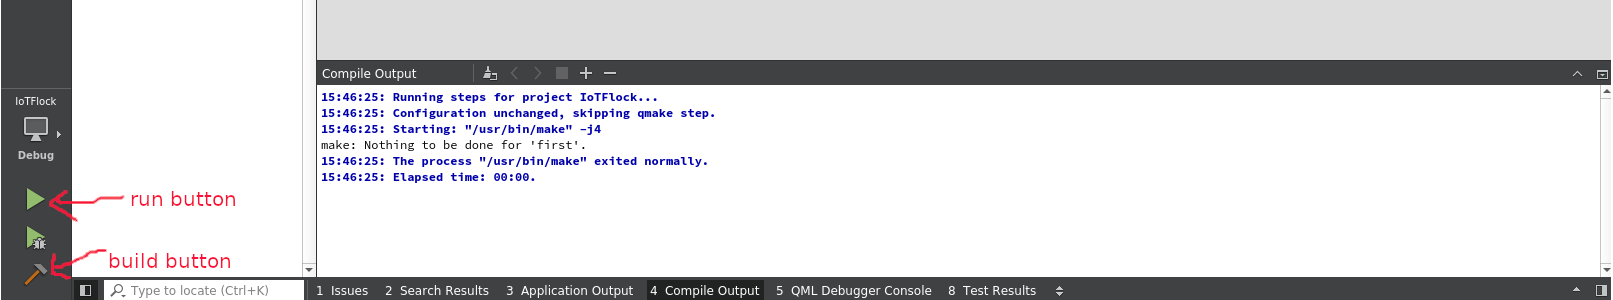 IoTFlock
Debug
run button
build button
Compile Output
15:46:25: Running steps for project IoTFlock...
15:46:25: Configuration unchanged, skipping qmake step.
15:46:25: Starting: "/usr/bin/make" -j4
make: Nothing to be done for 'first'.
15:46:25: The process "/usr/bin/make" exited normally.
15:46:25: Elapsed time: 00:00.
Type to locate (Ctrl+K) 1 Issues 2 Search Results 3 Application Output 4 Compile Output 5 QML Debugger Console 8 Test Results